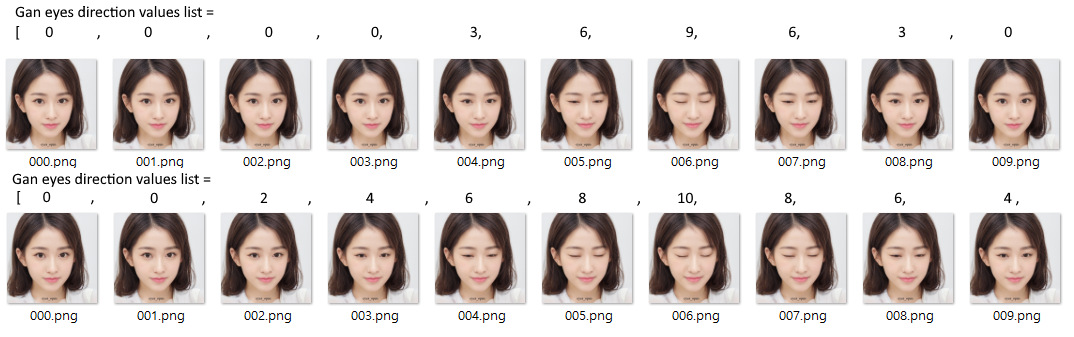 Gan eyes direction values list =
[ 0 , 0 , 0 , 0, 3, 6, 9, 6, 3 , 0
000.png 001.png 002.png 003.png 004.png 005.png 006.png 007.png 008.png 009.png
Gan eyes direction values list =
[ 0 , 0 , 2 , 4 , 6 , 8 , 10, 8, 6, 4 ,
000.png 001.png 002.png 003.png 004.png 005.png 006.png 007.png 008.png 009.png